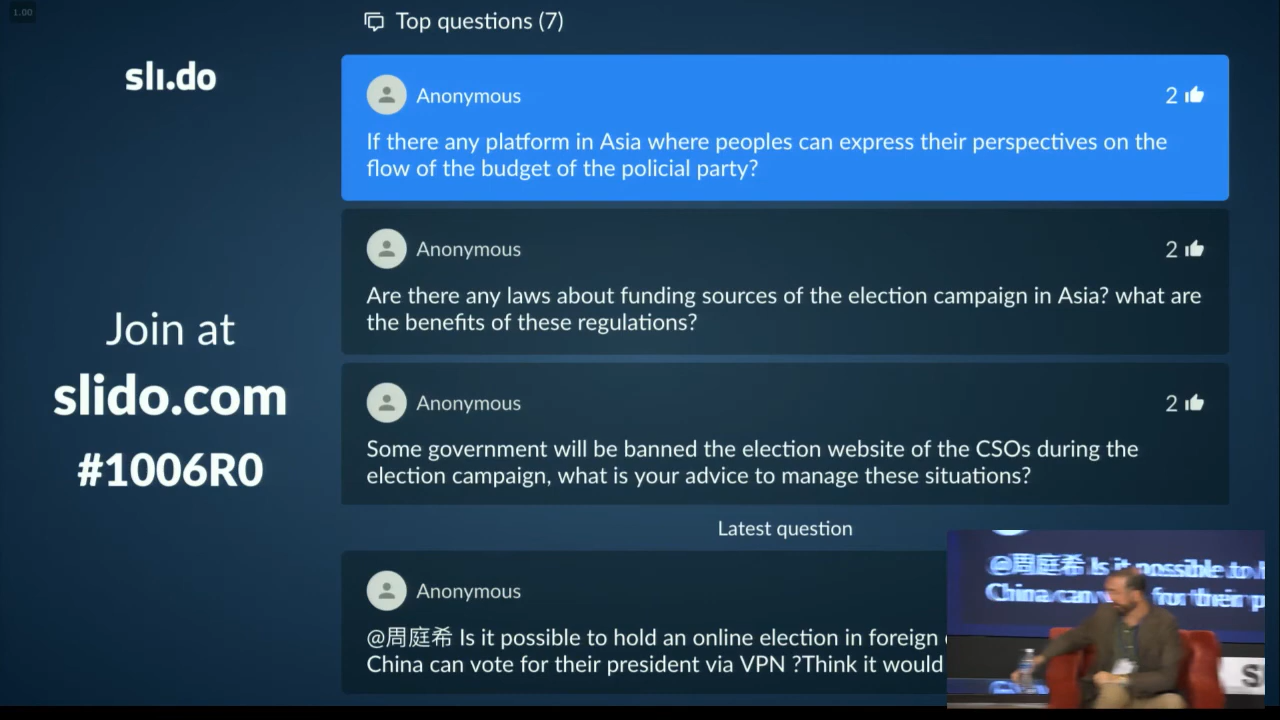 1.00
Top questions (7)
sli.do
Anonymous
2
If there any platform in Asia where peoples can express their perspectives on the
flow of the budget of the policial party?
Anonymous
2
Are there any laws about funding sources of the election campaign in Asia? what are
the benefits of these regulations?
Join at
slido.com
#1006R0
Anonymous
2
Some government will be banned the election website of the CSOs during the
election campaign, what is your advice to manage these situations?
Latest question
Anonymous
@周庭希 Is it possible to hold an online election in foreign
China can vote for their president via VPN ?Think it would
@周庭希 Is it possible to
China can for their p
S